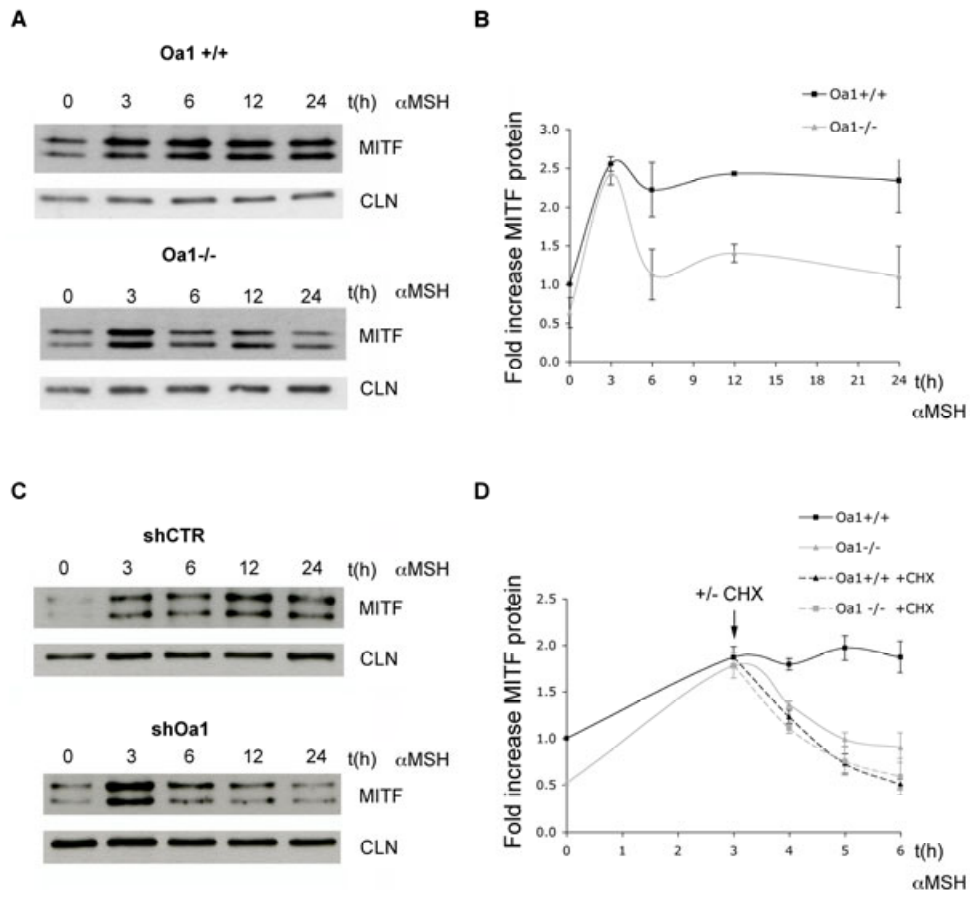 A
Oa1 +/+
0 3 6 12 24 t(h) αMSH
MITF
CLN
Oa1-/-
0 3 6 12 24 t(h) αMSH
MITF
CLN
B
Oa1+/+
Oa1-/-
Fold increase MITF protein
3.0
2.5
2.0
1.5
1.0
0.5
0.0
0 3 6 9 12 15 18 21 24 t(h)
αMSH
C
shCTR
0 3 6 12 24 t(h) αMSH
MITF
CLN
shOa1
0 3 6 12 24 t(h) αMSH
MITF
CLN
D
Oa1+/+
Oa1-/-
Oa1+/+ +CHX
Oa1 -/- +CHX
+/- CHX
Fold increase MITF protein
2.5
2.0
1.5
1.0
0.5
0.0
0 1 2 3 4 5 6 t(h)
αMSH